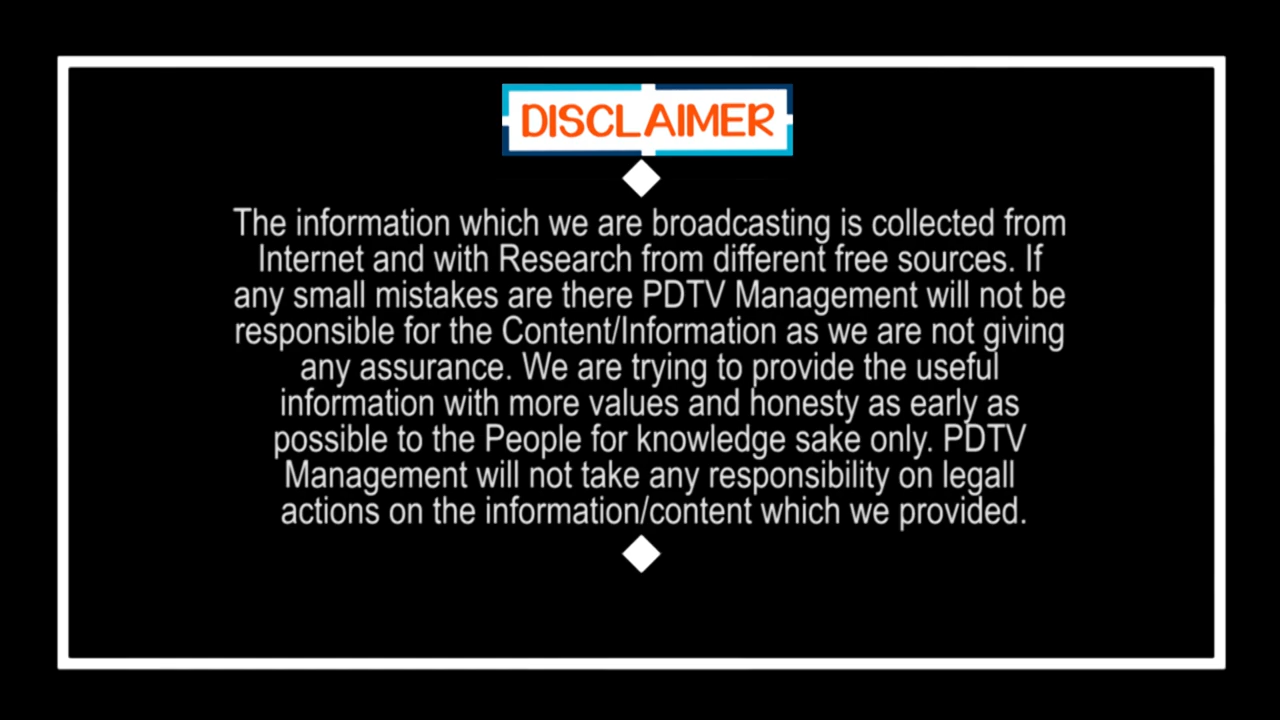 DISCLAIMER
The information which we are broadcasting is collected from
Internet and with Research from different free sources. If
any small mistakes are there PDTV Management will not be
responsible for the Content/Information as we are not giving
any assurance. We are trying to provide the useful
information with more values and honesty as early as
possible to the People for knowledge sake only. PDTV
Management will not take any responsibility on legall
actions on the information/content which we provided.